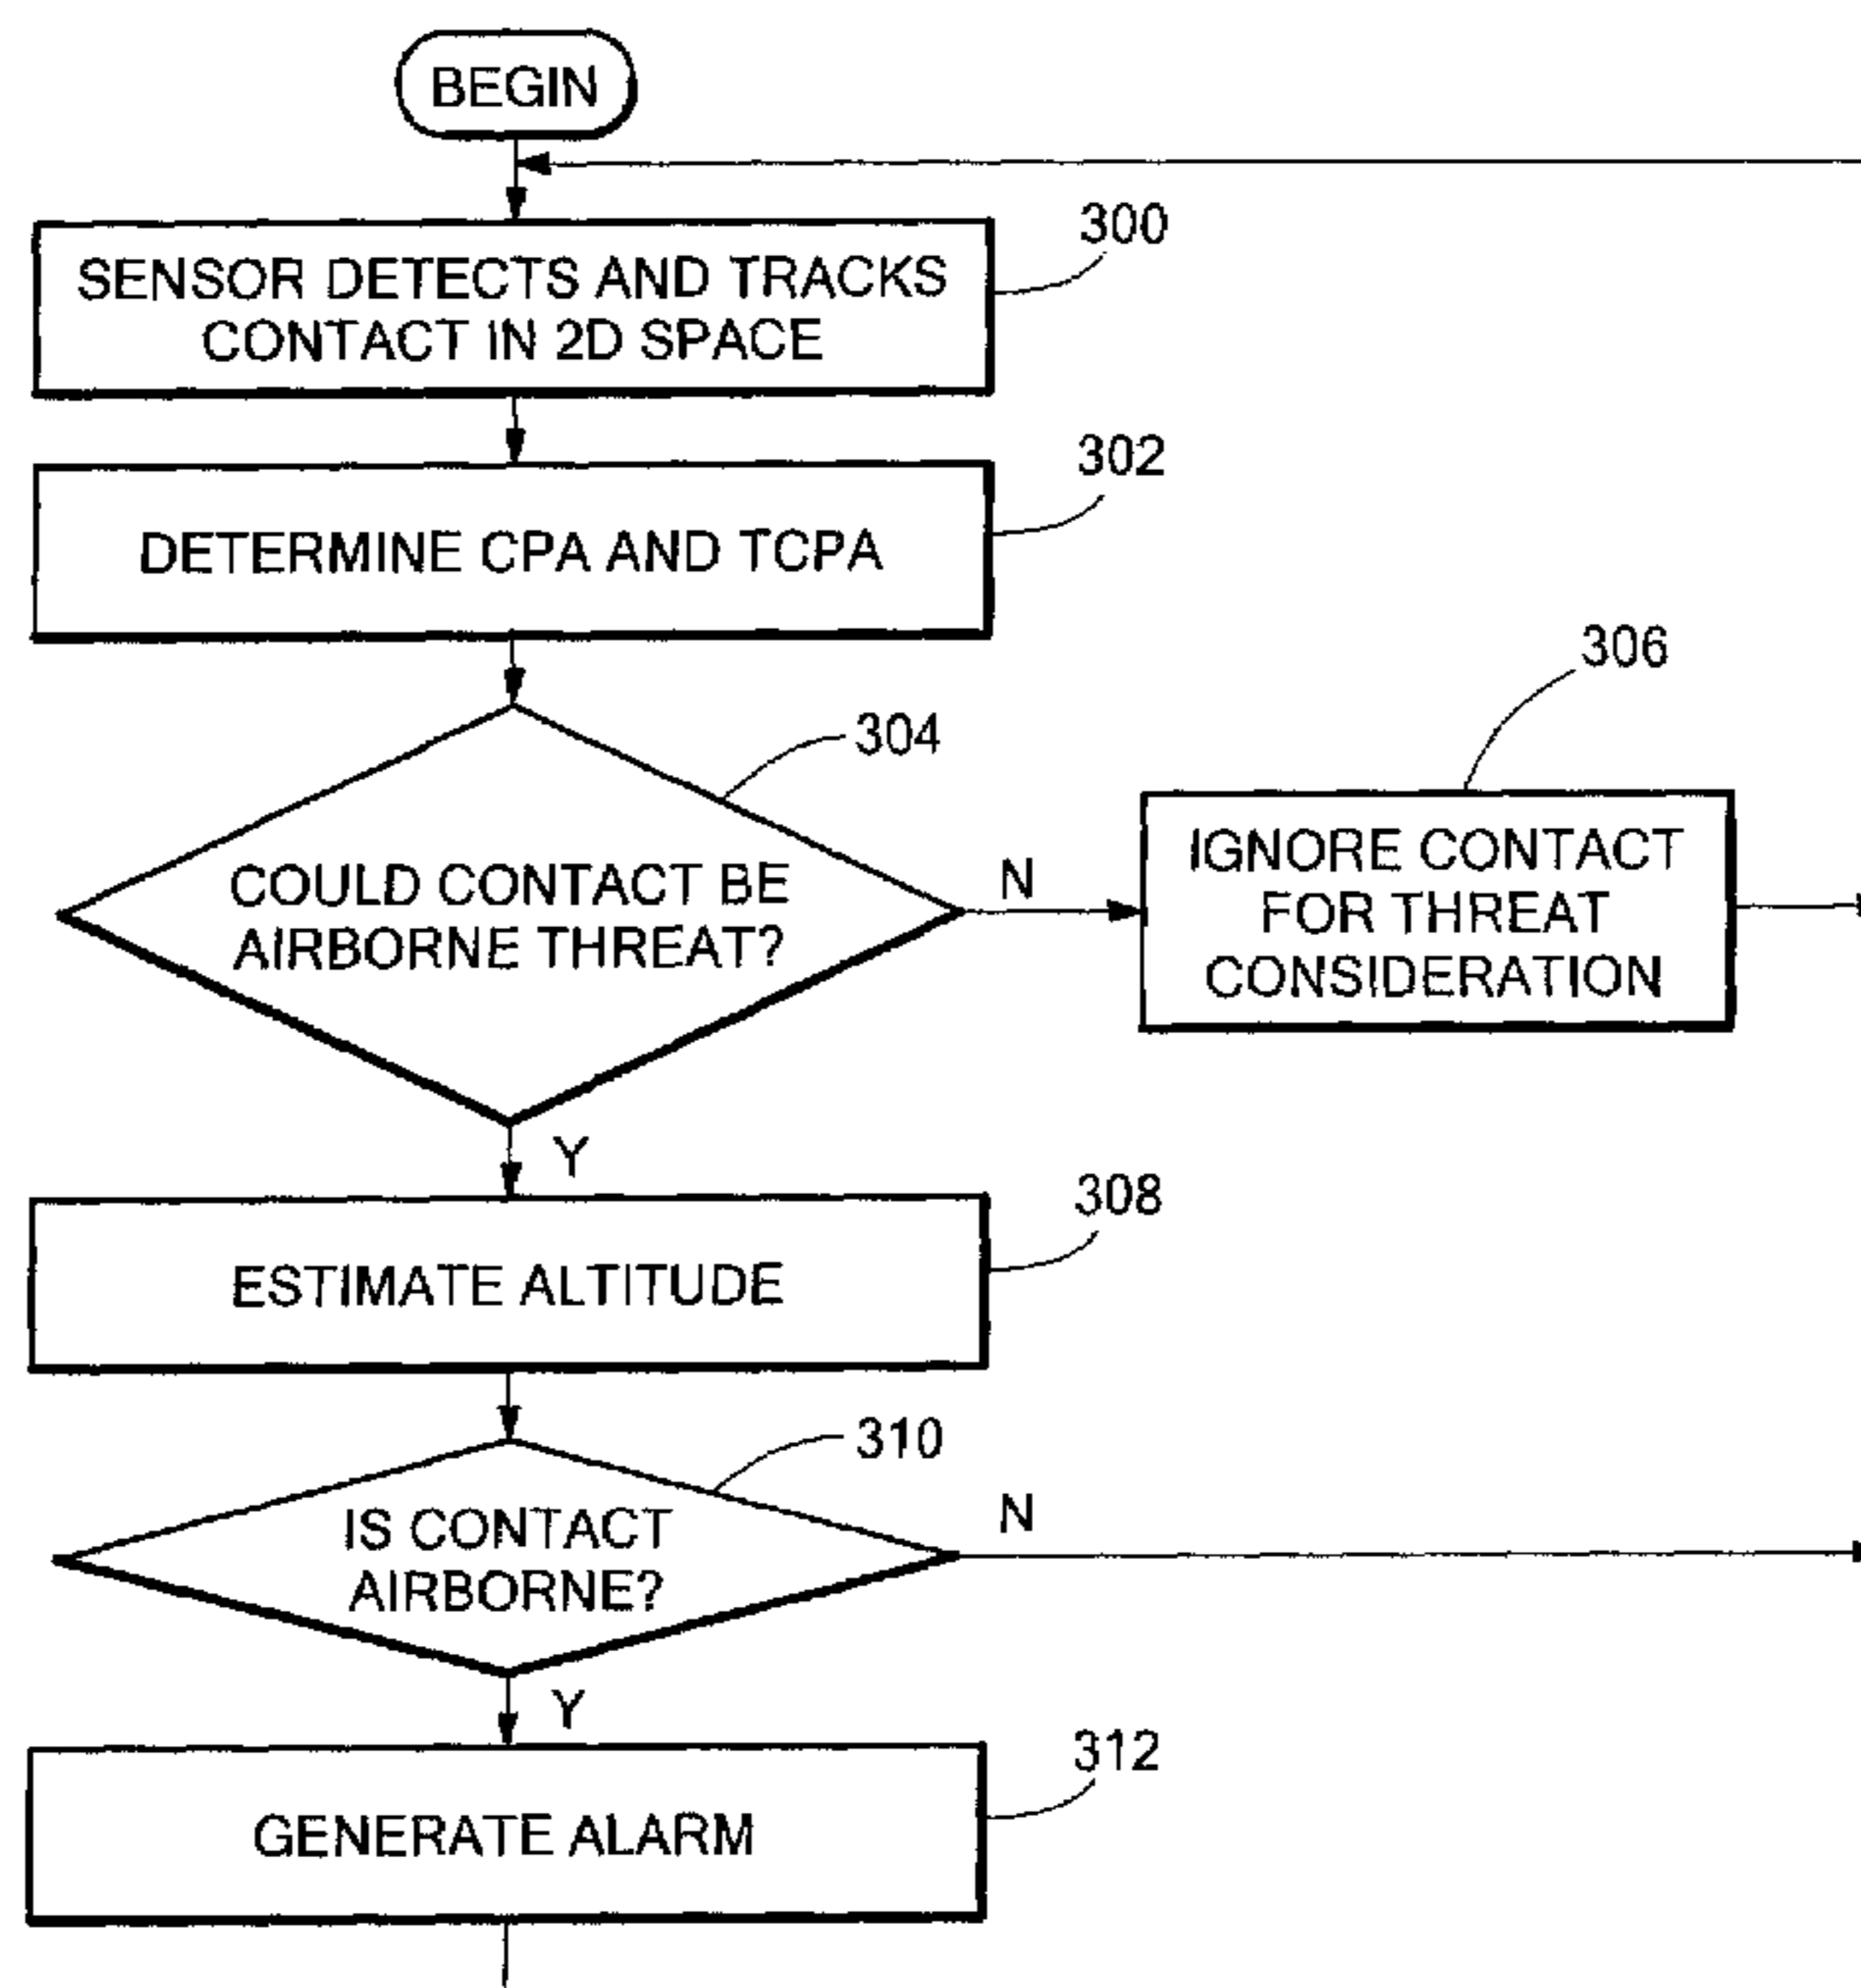 BEGIN
300
SENSOR DETECTS AND TRACKS
CONTACT IN 2D SPACE
302
DETERMINE CPA AND TCPA
304
COULD CONTACT BE
AIRBORNE THREAT?
N
306
IGNORE CONTACT
FOR THREAT
CONSIDERATION
Y
308
ESTIMATE ALTITUDE
310
IS CONTACT
AIRBORNE?
N
Y
312
GENERATE ALARM